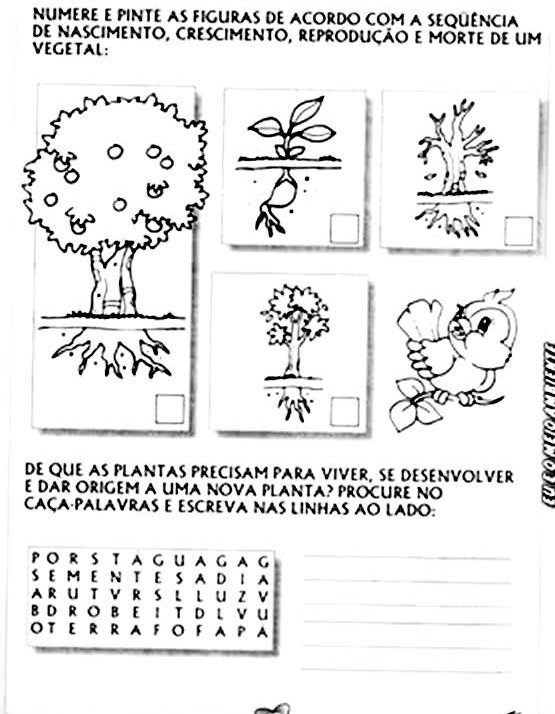 NUMERE E PINTE AS FIGURAS DE ACORDO COM A SEQÜÊNCIA
DE NASCIMENTO, CRESCIMENTO, REPRODUÇÃO E MORTE DE UM
VEGETAL:
DE QUE AS PLANTAS PRECISAM PARA VIVER, SE DESENVOLVER
E DAR ORIGEM A UMA NOVA PLANTA? PROCURE NO
CAÇA-PALAVRAS E ESCREVA NAS LINHAS AO LADO:
P O R S T Á G U A G A G
S E M E N T E S A D I A
A R U T V R S L L U Z V
B D R O B E I T D L V U
O T E R R A F O F A P A